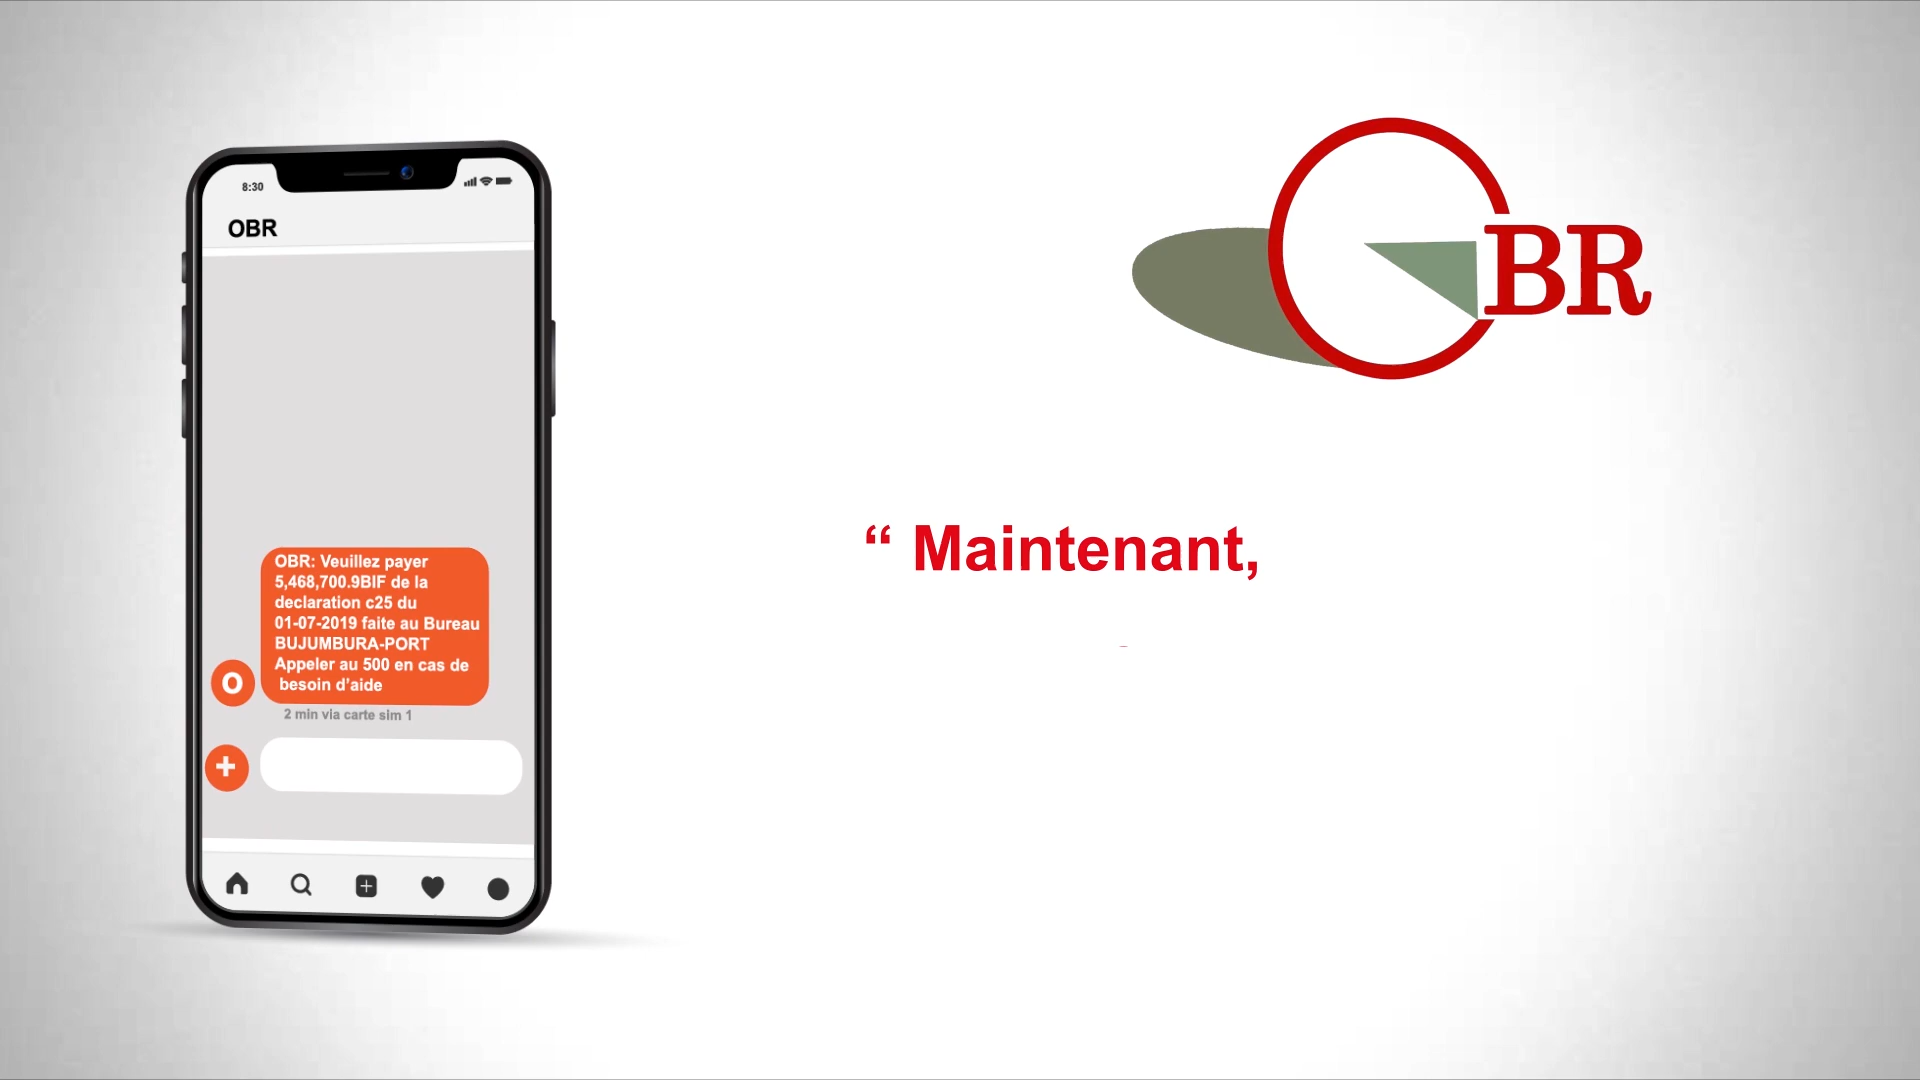 8:30
OBR
OBR: Veuillez payer
5,468,700.9BIF de la
declaration c25 du
01-07-2019 faite au Bureau
BUJUMBURA-PORT
Appeler au 500 en cas de
besoin d'aide
O
2 min via carte sim 1
OBR
“ Maintenant,